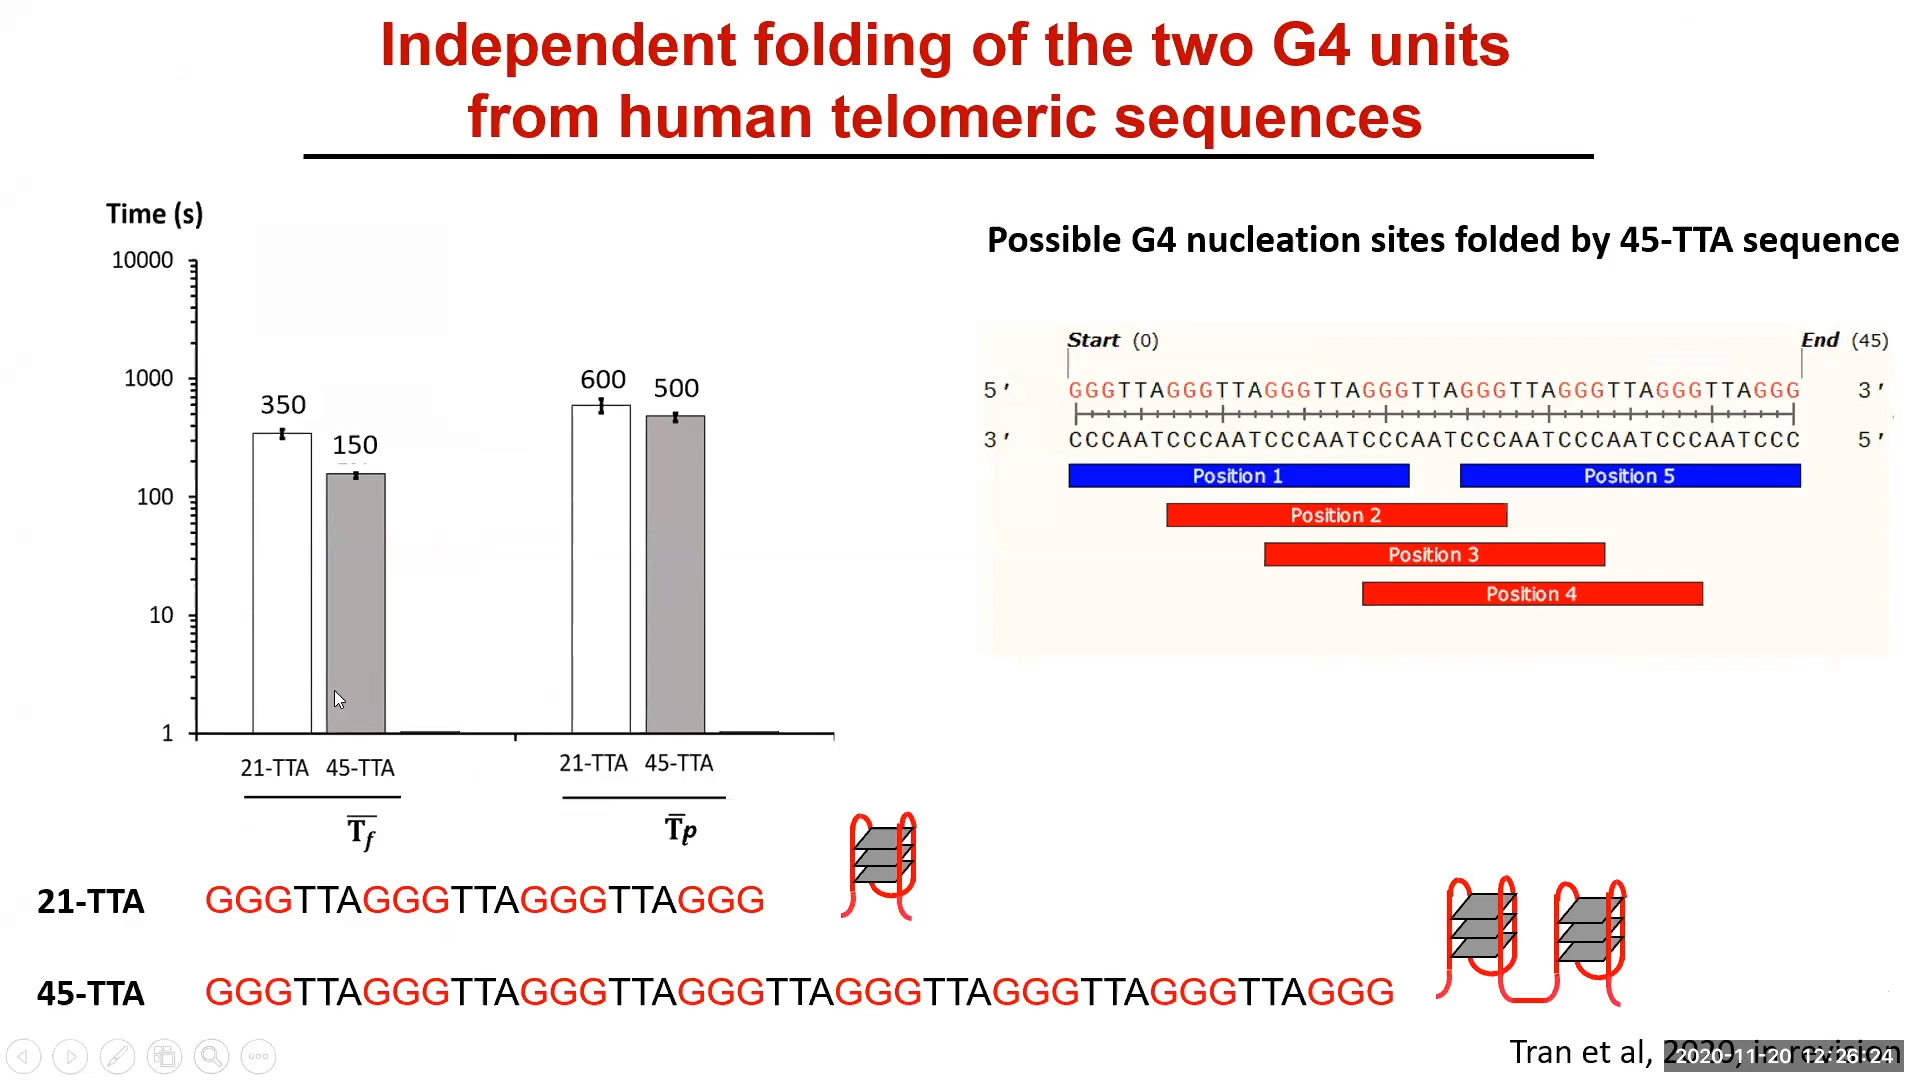 Independent folding of the two G4 units
from human telomeric sequences
Time (s)
10000
1000
100
10
1
350
150
600
500
21-TTA 45-TTA
21-TTA 45-TTA
T̅f
T̅p
Possible G4 nucleation sites folded by 45-TTA sequence
Start (0)
End (45)
5' GGGTTAGGGTTAGGGTTAGGGTTAGGGTTAGGGTTAGGGTTAGGG 3'
3' CCCAATCCCAATCCCAATCCCAATCCCAATCCCAATCCCAATCCC 5'
Position 1
Position 5
Position 2
Position 3
Position 4
21-TTA GGGTTAGGGTTAGGGTTAGGG
45-TTA GGGTTAGGGTTAGGGTTAGGGTTAGGGTTAGGGTTAGGGTTAGGG
Tran et al, 2020, in revision
2020-11-20 12:26:24